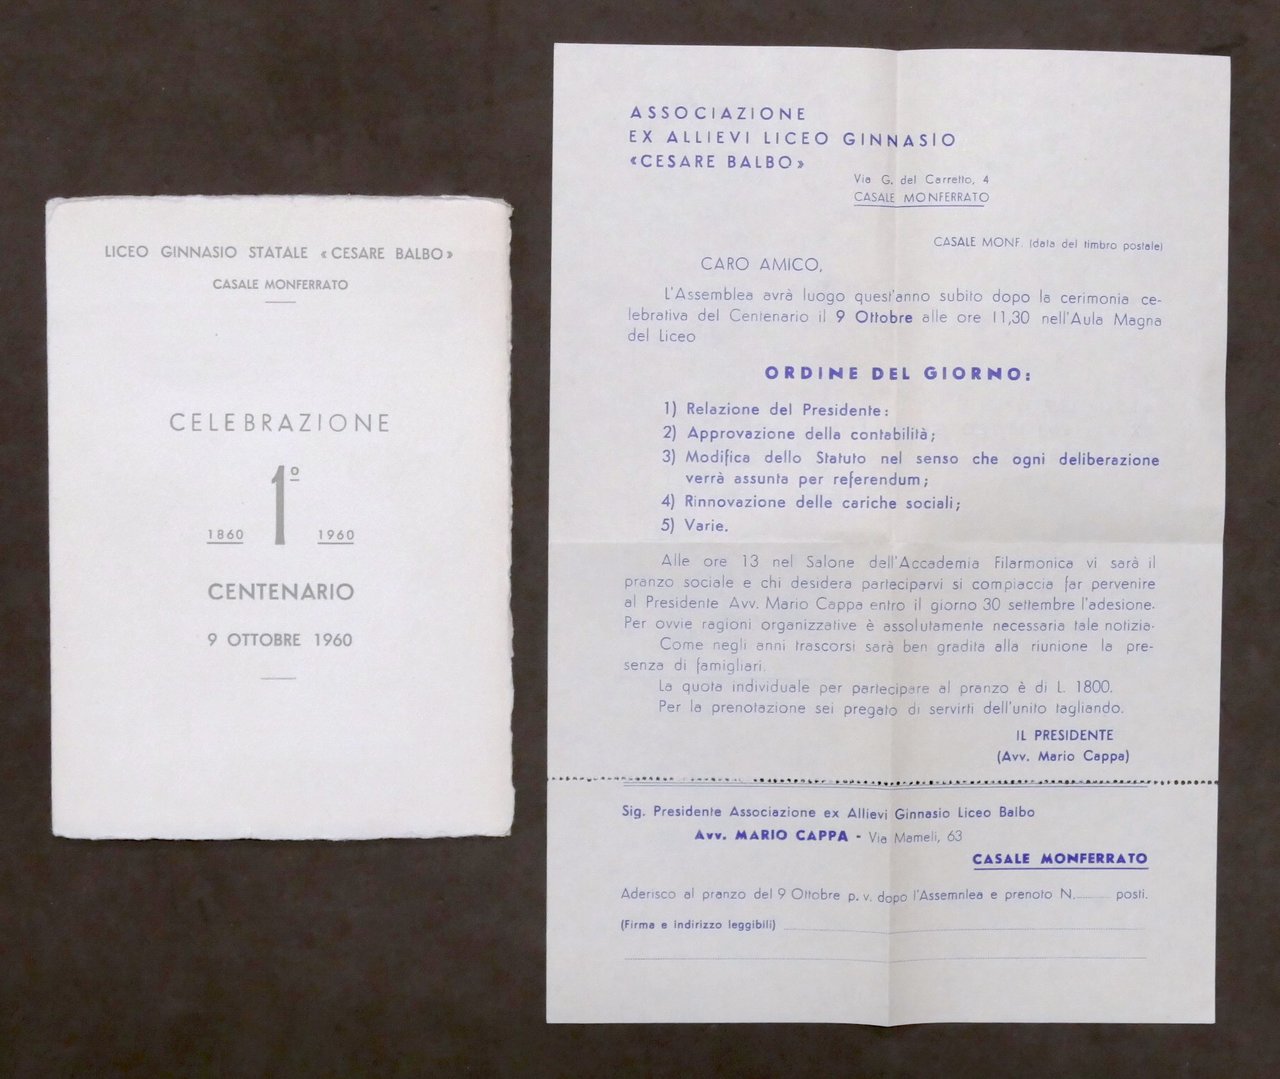 LICEO GINNASIO STATALE «CESARE BALBO»
CASALE MONFERRATO
CELEBRAZIONE
1º
1860 1960
CENTENARIO
9 OTTOBRE 1960
ASSOCIAZIONE
EX ALLIEVI LICEO GINNASIO
«CESARE BALBO»
Via G. del Carretto, 4
CASALE MONFERRATO
CASALE MONF. (data del timbro postale)
CARO AMICO,
L'Assemblea avrà luogo quest'anno subito dopo la cerimonia ce-
lebrativa del Centenario il 9 Ottobre alle ore 11,30 nell'Aula Magna
del Liceo
ORDINE DEL GIORNO:
1) Relazione del Presidente:
2) Approvazione della contabilità;
3) Modifica dello Statuto nel senso che ogni deliberazione
verrà assunta per referendum;
4) Rinnovazione delle cariche sociali;
5) Varie.
Alle ore 13 nel Salone dell'Accademia Filarmonica vi sarà il
pranzo sociale e chi desidera parteciparvi si compiaccia far pervenire
al Presidente Avv. Mario Cappa entro il giorno 30 settembre l'adesione.
Per ovvie ragioni organizzative è assolutamente necessaria tale notizia.
Come negli anni trascorsi sarà ben gradita alla riunione la pre-
senza di famigliari.
La quota individuale per partecipare al pranzo è di L. 1800.
Per la prenotazione sei pregato di servirti dell'unito tagliando.
IL PRESIDENTE
(Avv. Mario Cappa)
Sig. Presidente Associazione ex Allievi Ginnasio Liceo Balbo
Avv. MARIO CAPPA - Via Mameli, 63
CASALE MONFERRATO
Aderisco al pranzo del 9 Ottobre p. v. dopo l'Assemnlea e prenoto N. posti.
(Firma e indirizzo leggibili)